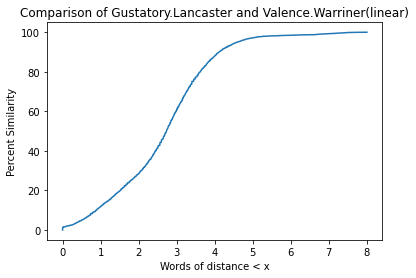 Comparison of Gustatory.Lancaster and Valence.Warriner(linear)
100
80
60
40
20
0
Percent Similarity
0 1 2 3 4 5 6 7 8
Words of distance < x